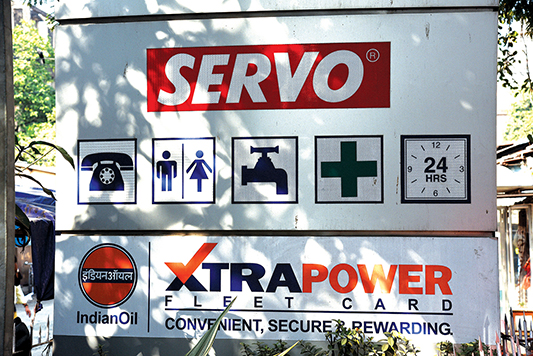 SERVO®
12
9 24 3
HRS
6
इंडियनऑयल
IndianOil
XTRAPOWER
FLEET CARD
CONVENIENT, SECURE & REWARDING.